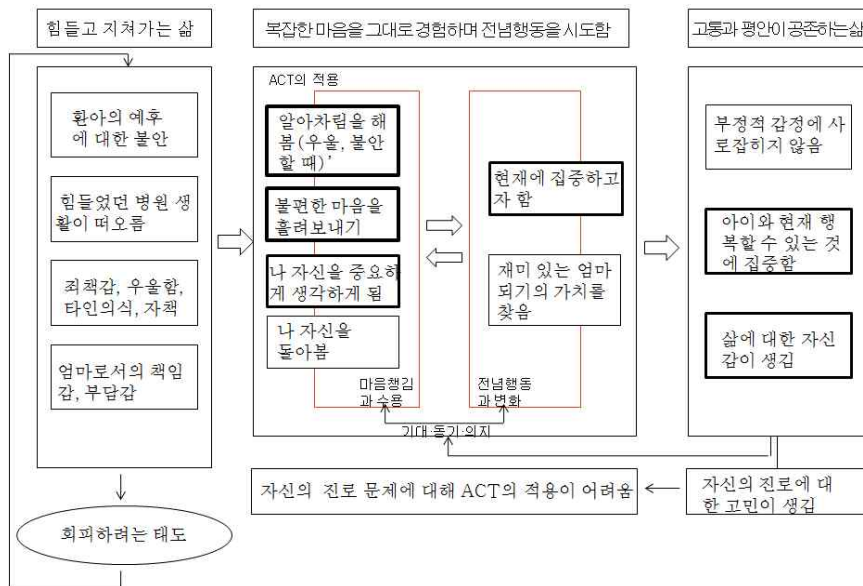 힘들고 지쳐가는 삶
환아의 예후
에 대한 불안
힘들었던 병원 생
활이 떠오름
죄책감, 우울함,
타인의식, 자책
엄마로서의 책임
감, 부담감
회피하려는 태도
복잡한 마음을 그대로 경험하며 전념행동을 시도함
ACT의 적용
알아차림을 해
봄(우울, 불안
할 때)’
불편한 마음을
흘려보내기
나 자신을 중요하
게 생각하게 됨
나 자신을
돌아봄
마음챙김
과 수용
현재에 집중하고
자 함
재미 있는 엄마
되기의 가치를
찾음
전념행동
과 변화
기대·동기·의지
고통과 평안이 공존하는삶
부정적 감정에 사
로잡히지 않음
아이와 현재 행
복할 수 있는 것
에 집중함
삶에 대한 자신
감이 생김
자신의 진로 문제에 대해 ACT의 적용이 어려움
자신의 진로에 대
한 고민이 생김